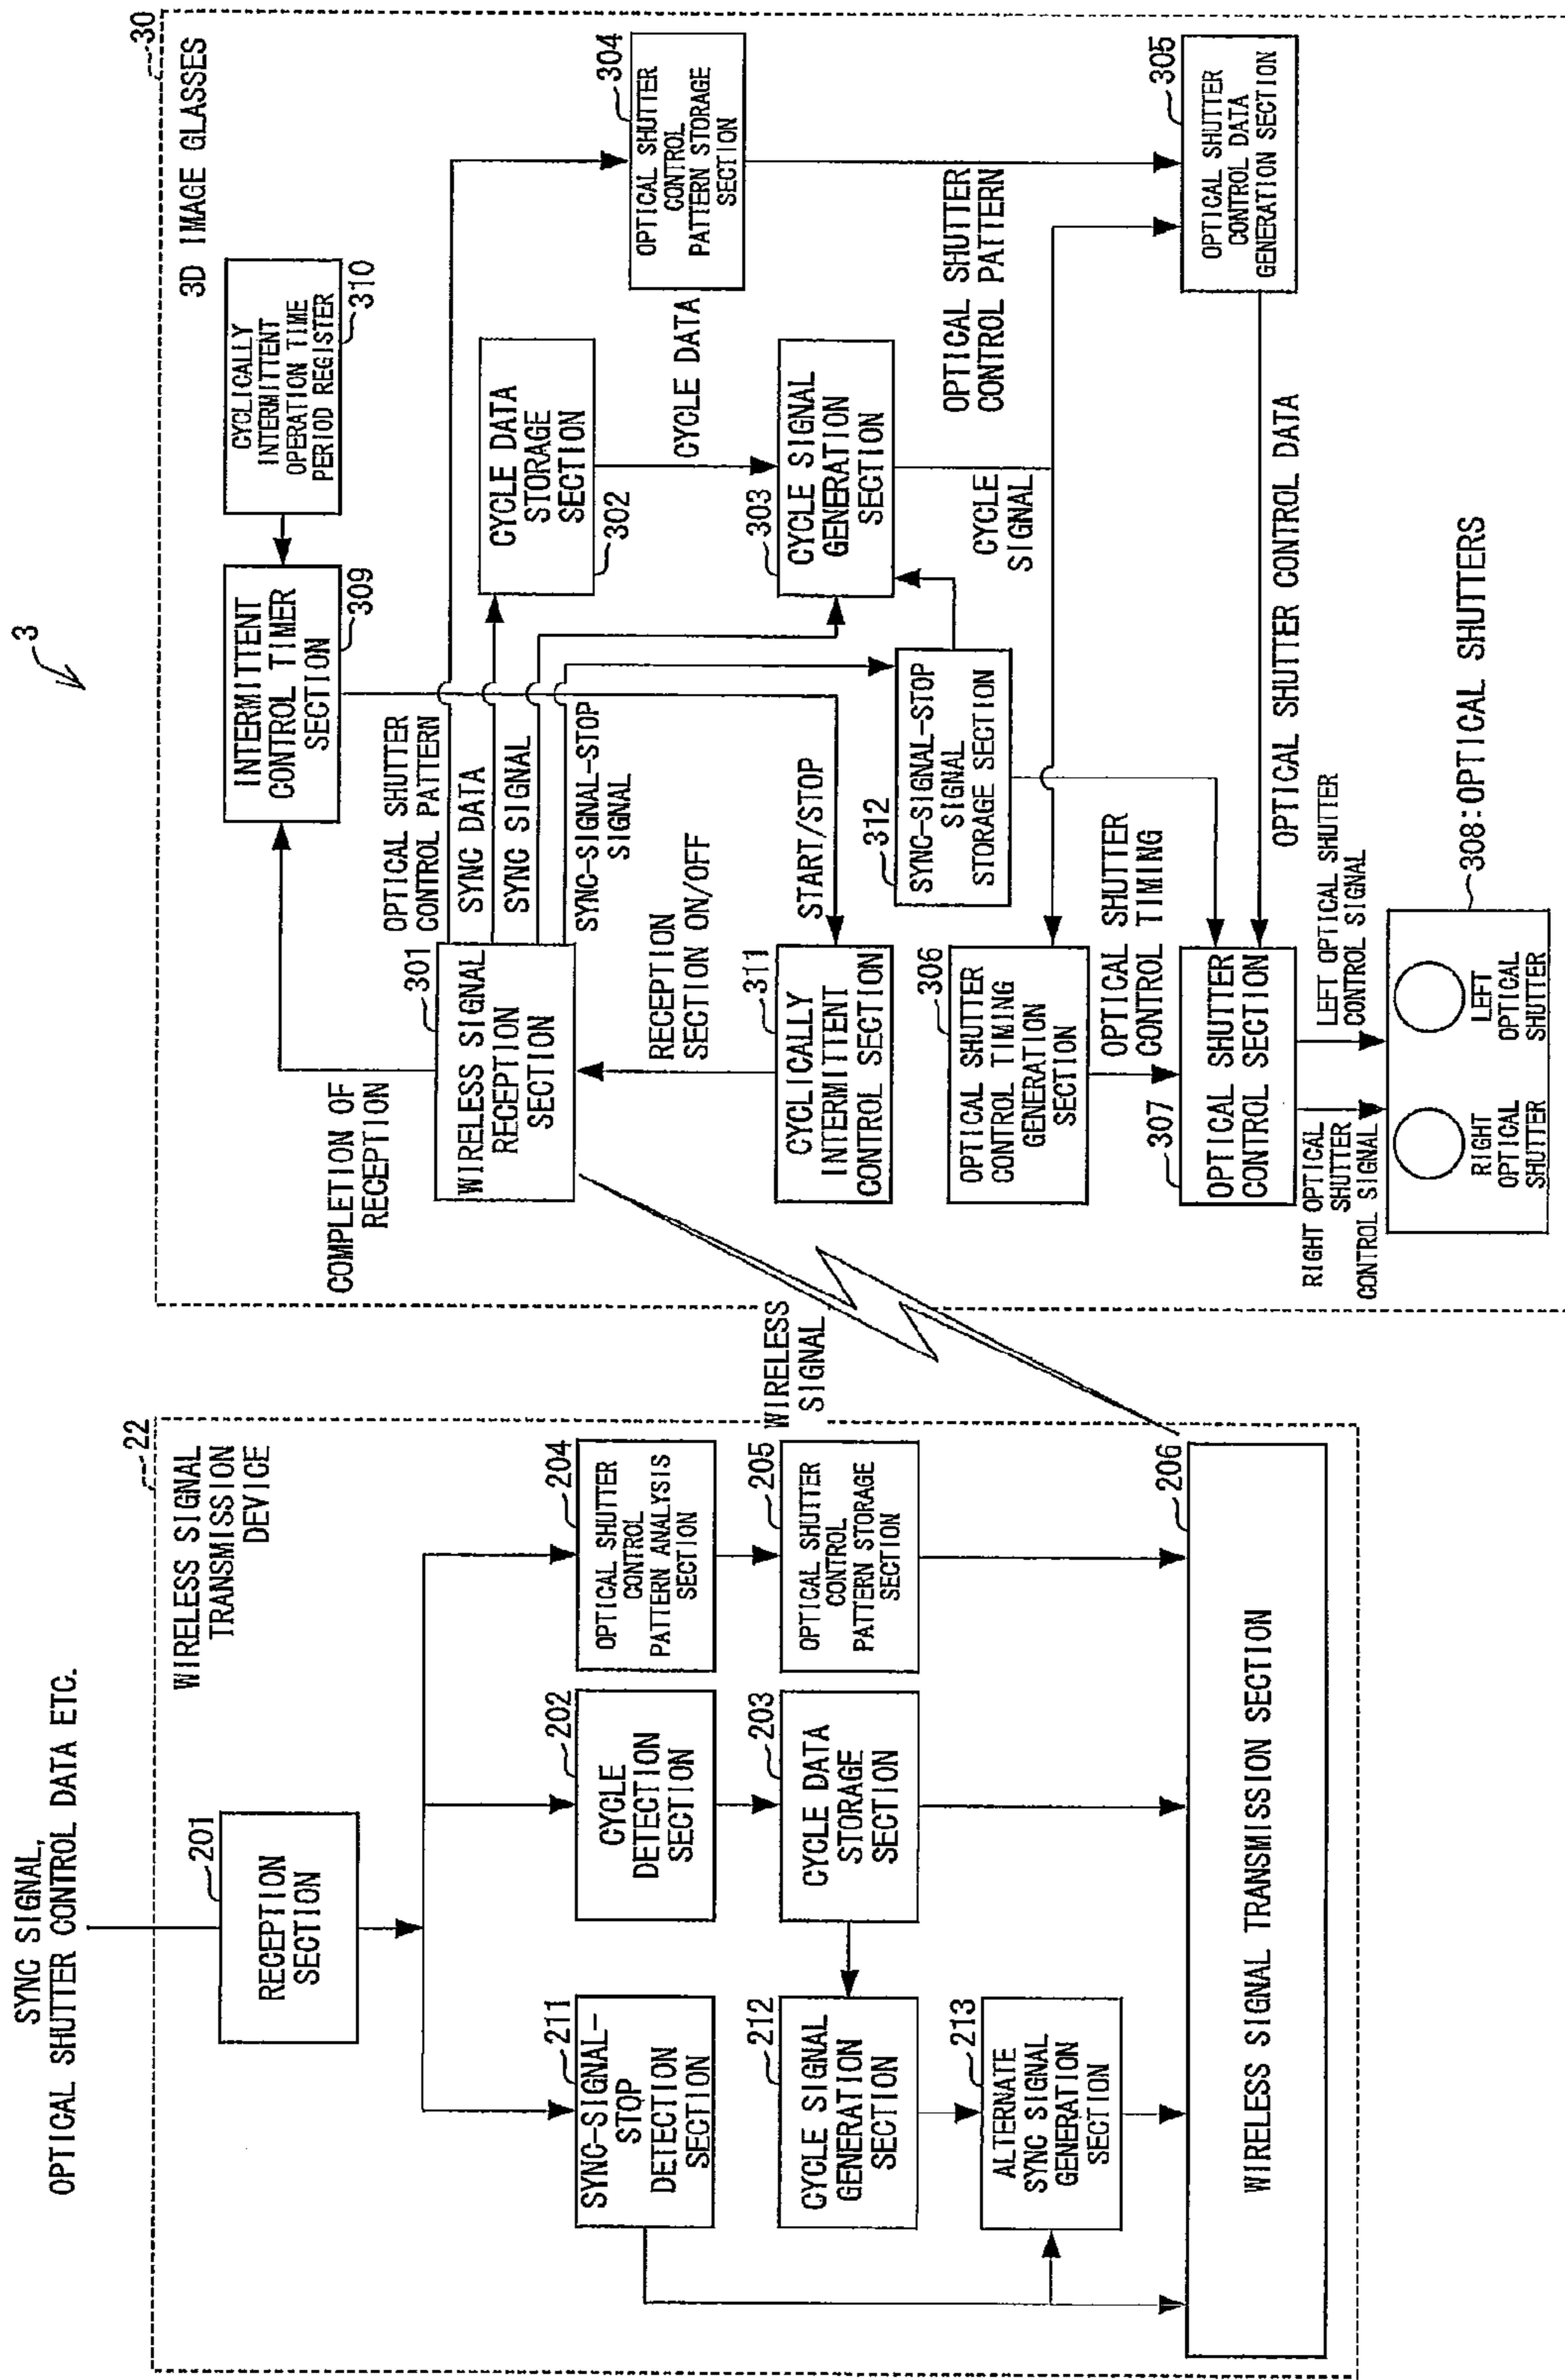 3
SYNC SIGNAL,
OPTICAL SHUTTER CONTROL DATA ETC.
22
WIRELESS SIGNAL
TRANSMISSION
DEVICE
201
RECEPTION
SECTION
211
SYNC-SIGNAL-
STOP
DETECTION
SECTION
202
CYCLE
DETECTION
SECTION
204
OPTICAL SHUTTER
CONTROL
PATTERN ANALYSIS
SECTION
212
CYCLE SIGNAL
GENERATION
SECTION
203
CYCLE DATA
STORAGE
SECTION
205
OPTICAL SHUTTER
CONTROL
PATTERN STORAGE
SECTION
213
ALTERNATE
SYNC SIGNAL
GENERATION
SECTION
206
WIRELESS SIGNAL TRANSMISSION SECTION
WIRELESS
SIGNAL
30
3D IMAGE GLASSES
COMPLETION OF
RECEPTION
INTERMITTENT
CONTROL TIMER
SECTION
309
CYCLICALLY
INTERMITTENT
OPERATION TIME
PERIOD REGISTER
310
301
WIRELESS SIGNAL
RECEPTION
SECTION
OPTICAL SHUTTER
CONTROL PATTERN
SYNC DATA
SYNC SIGNAL
SYNC-SIGNAL-STOP
SIGNAL
CYCLE DATA
STORAGE
SECTION
302
304
OPTICAL SHUTTER
CONTROL
PATTERN STORAGE
SECTION
CYCLE DATA
RECEPTION
SECTION ON/OFF
START/STOP
311
CYCLICALLY
INTERMITTENT
CONTROL SECTION
303
CYCLE SIGNAL
GENERATION
SECTION
312
SYNC-SIGNAL-STOP
SIGNAL
STORAGE SECTION
CYCLE
SIGNAL
OPTICAL SHUTTER
CONTROL PATTERN
306
OPTICAL SHUTTER
CONTROL TIMING
GENERATION
SECTION
OPTICAL SHUTTER
CONTROL TIMING
305
OPTICAL SHUTTER
CONTROL DATA
GENERATION SECTION
307
OPTICAL SHUTTER
CONTROL SECTION
OPTICAL SHUTTER CONTROL DATA
RIGHT OPTICAL
SHUTTER
CONTROL SIGNAL
LEFT OPTICAL SHUTTER
CONTROL SIGNAL
308:OPTICAL SHUTTERS
RIGHT
OPTICAL
SHUTTER
LEFT
OPTICAL
SHUTTER